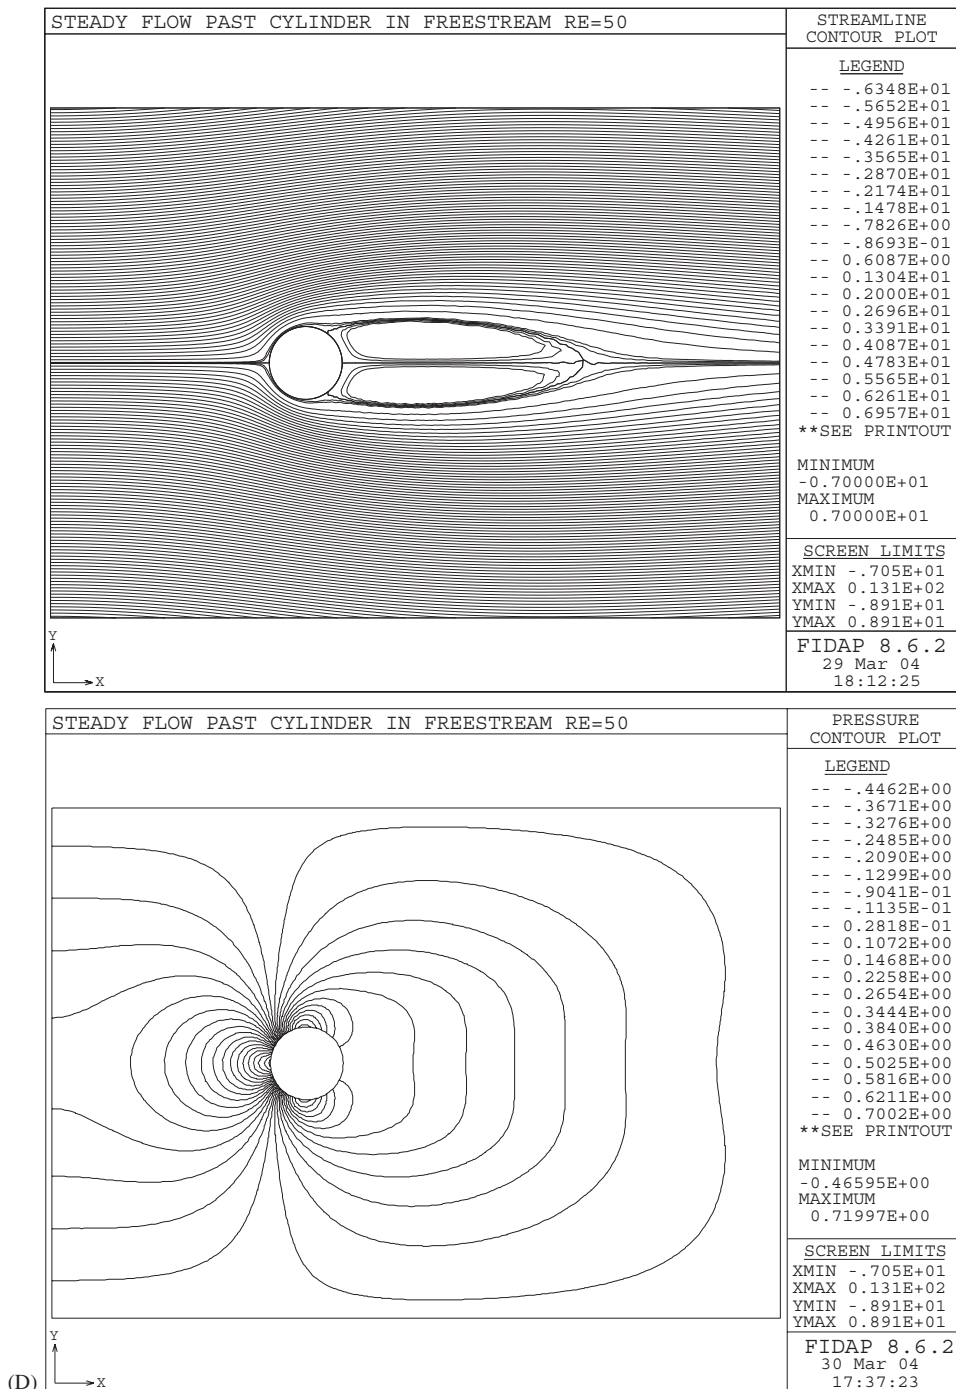 STEADY FLOW PAST CYLINDER IN FREESTREAM RE=50
STREAMLINE
CONTOUR PLOT
LEGEND
-- -.6348E+01
-- -.5652E+01
-- -.4956E+01
-- -.4261E+01
-- -.3565E+01
-- -.2870E+01
-- -.2174E+01
-- -.1478E+01
-- -.7826E+00
-- -.8693E-01
-- 0.6087E+00
-- 0.1304E+01
-- 0.2000E+01
-- 0.2696E+01
-- 0.3391E+01
-- 0.4087E+01
-- 0.4783E+01
-- 0.5565E+01
-- 0.6261E+01
-- 0.6957E+01
**SEE PRINTOUT
MINIMUM
-0.70000E+01
MAXIMUM
0.70000E+01
SCREEN LIMITS
XMIN -.705E+01
XMAX 0.131E+02
YMIN -.891E+01
YMAX 0.891E+01
FIDAP 8.6.2
29 Mar 04
18:12:25
Y
X
STEADY FLOW PAST CYLINDER IN FREESTREAM RE=50
PRESSURE
CONTOUR PLOT
LEGEND
-- -.4462E+00
-- -.3671E+00
-- -.3276E+00
-- -.2485E+00
-- -.2090E+00
-- -.1299E+00
-- -.9041E-01
-- -.1135E-01
-- 0.2818E-01
-- 0.1072E+00
-- 0.1468E+00
-- 0.2258E+00
-- 0.2654E+00
-- 0.3444E+00
-- 0.3840E+00
-- 0.4630E+00
-- 0.5025E+00
-- 0.5816E+00
-- 0.6211E+00
-- 0.7002E+00
**SEE PRINTOUT
MINIMUM
-0.46595E+00
MAXIMUM
0.71997E+00
SCREEN LIMITS
XMIN -.705E+01
XMAX 0.131E+02
YMIN -.891E+01
YMAX 0.891E+01
FIDAP 8.6.2
30 Mar 04
17:37:23
Y
X
(D)